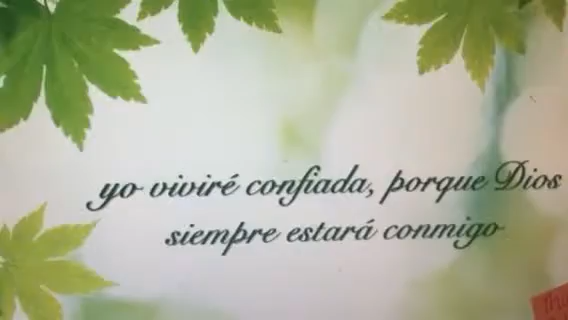 yo viviré confiada, porque Dios
siempre estará conmigo